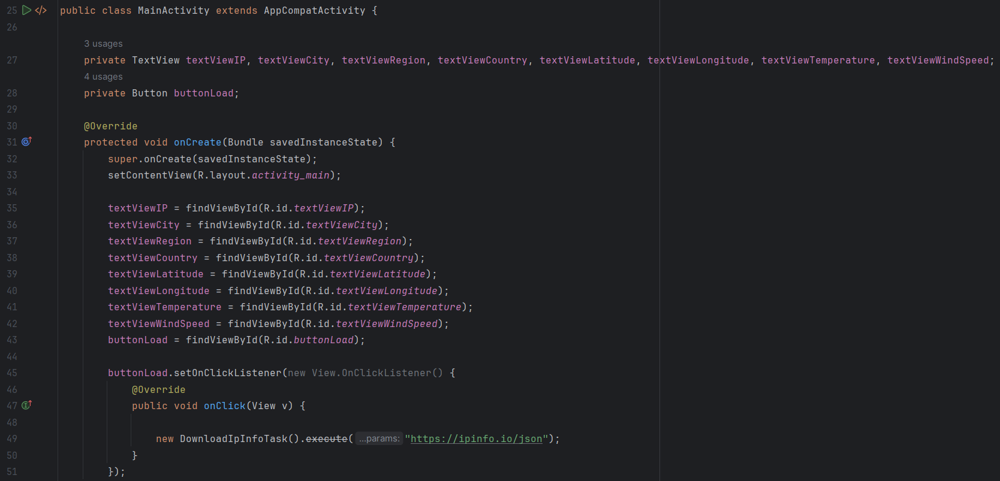 25 </> public class MainActivity extends AppCompatActivity {
26
3 usages
27 private TextView textViewIP, textViewCity, textViewRegion, textViewCountry, textViewLatitude, textViewLongitude, textViewTemperature, textViewWindSpeed;
4 usages
28 private Button buttonLoad;
29
30 @Override
31 protected void onCreate(Bundle savedInstanceState) {
32 super.onCreate(savedInstanceState);
33 setContentView(R.layout.activity_main);
34
35 textViewIP = findViewById(R.id.textViewIP);
36 textViewCity = findViewById(R.id.textViewCity);
37 textViewRegion = findViewById(R.id.textViewRegion);
38 textViewCountry = findViewById(R.id.textViewCountry);
39 textViewLatitude = findViewById(R.id.textViewLatitude);
40 textViewLongitude = findViewById(R.id.textViewLongitude);
41 textViewTemperature = findViewById(R.id.textViewTemperature);
42 textViewWindSpeed = findViewById(R.id.textViewWindSpeed);
43 buttonLoad = findViewById(R.id.buttonLoad);
44
45 buttonLoad.setOnClickListener(new View.OnClickListener() {
46 @Override
47 public void onClick(View v) {
48
49 new DownloadIpInfoTask().execute( ...params: "https://ipinfo.io/json");
50 }
51 });